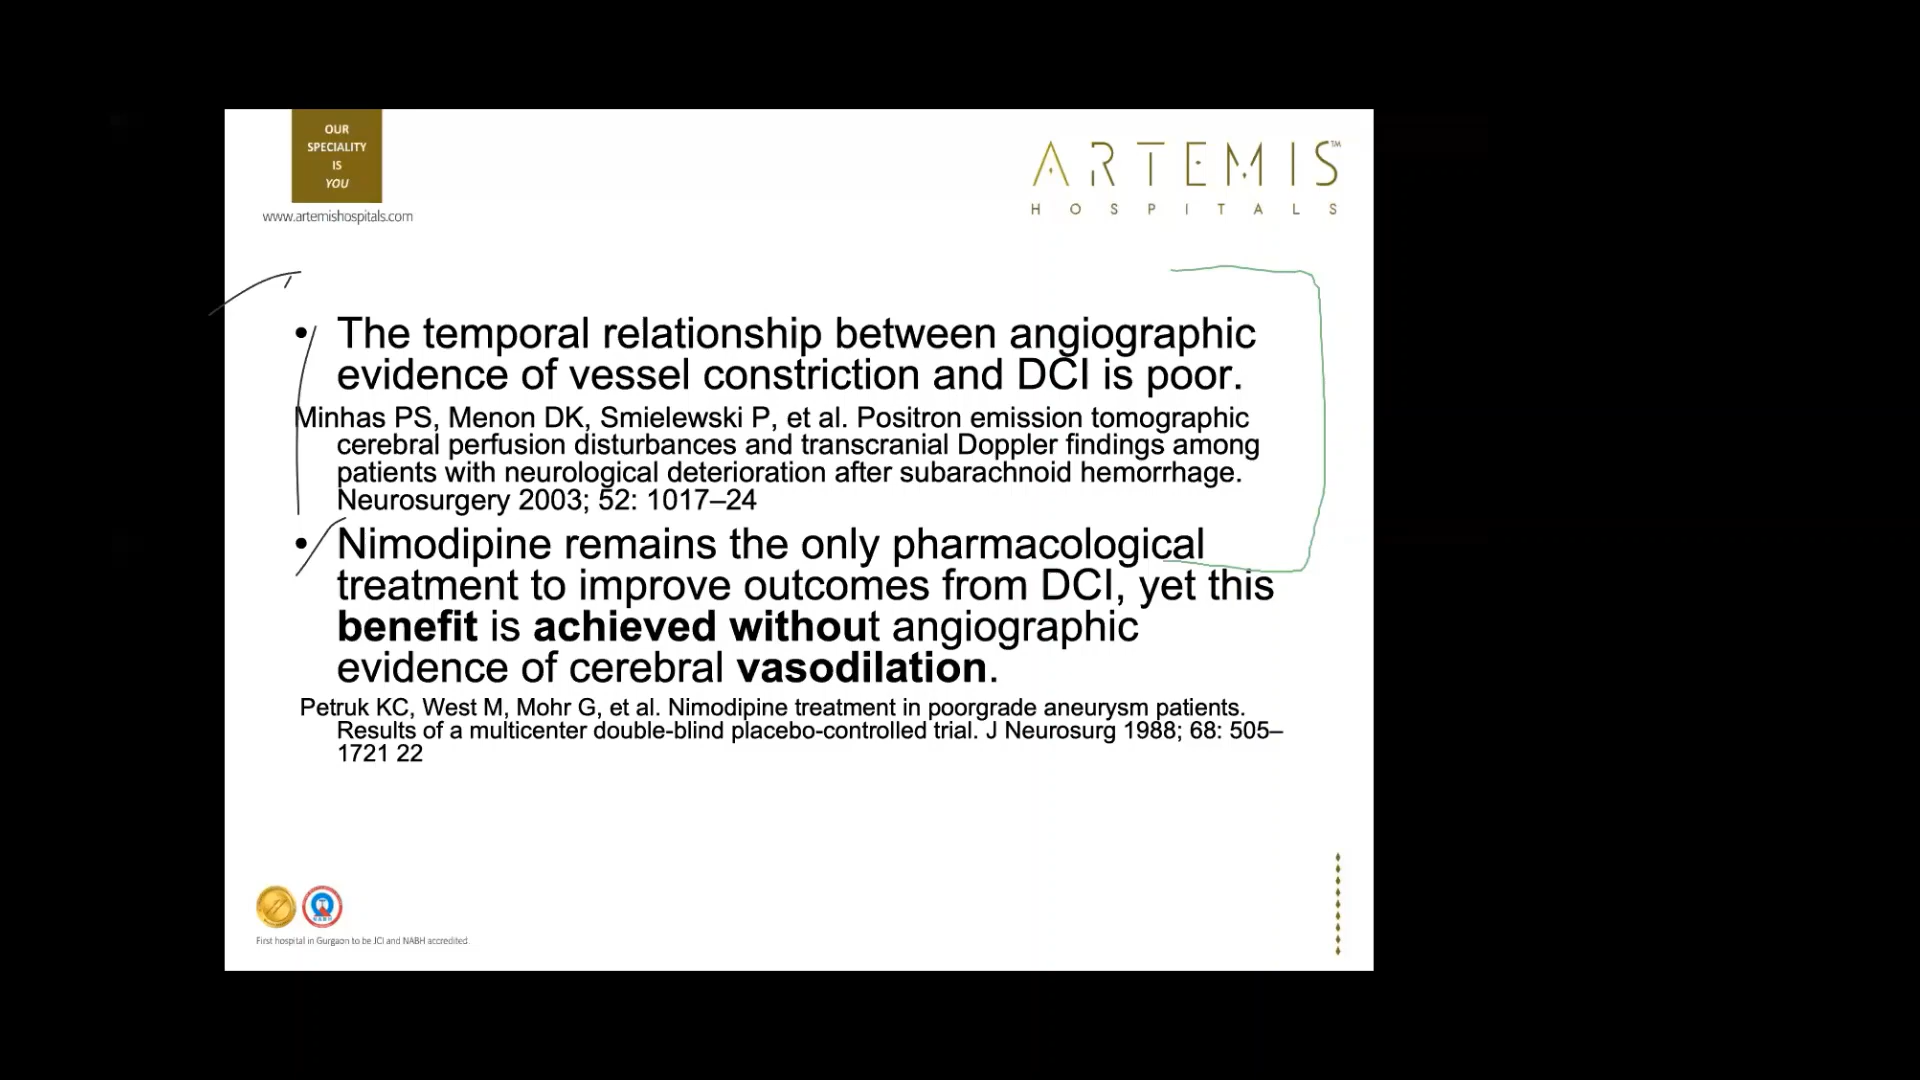 OUR
SPECIALITY
IS
YOU
www.artemishospitals.com
ARTEMIS™
HOSPITALS
• The temporal relationship between angiographic
evidence of vessel constriction and DCI is poor.
Minhas PS, Menon DK, Smielewski P, et al. Positron emission tomographic
cerebral perfusion disturbances and transcranial Doppler findings among
patients with neurological deterioration after subarachnoid hemorrhage.
Neurosurgery 2003; 52: 1017–24
• Nimodipine remains the only pharmacological
treatment to improve outcomes from DCI, yet this
benefit is achieved without angiographic
evidence of cerebral vasodilation.
Petruk KC, West M, Mohr G, et al. Nimodipine treatment in poorgrade aneurysm patients.
Results of a multicenter double-blind placebo-controlled trial. J Neurosurg 1988; 68: 505–
1721 22
First hospital in Gurgaon to be JCI and NABH accredited.